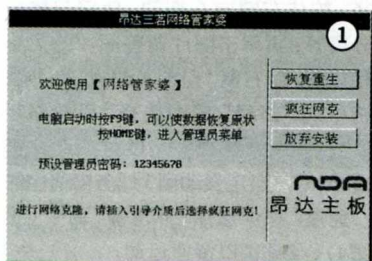 昂达三茗网络管家婆
1
欢迎使用【网络管家婆】
电脑启动时按F9键，可以使数据恢复原状
按HOME键，进入管理员菜单
预设管理员密码：12345678
进行网络克隆，请插入引导介质后选择疯狂网克！
恢复重生
疯狂网克
放弃安装
ONDA
昂达主板